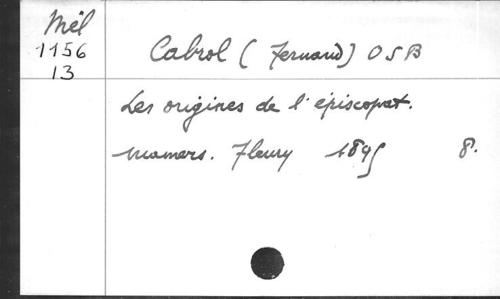 Mél
1156
13
Cabrol (Fernand) OSB
Les origines de l'épiscopat.
Mamers. Fleury 1895 8°.